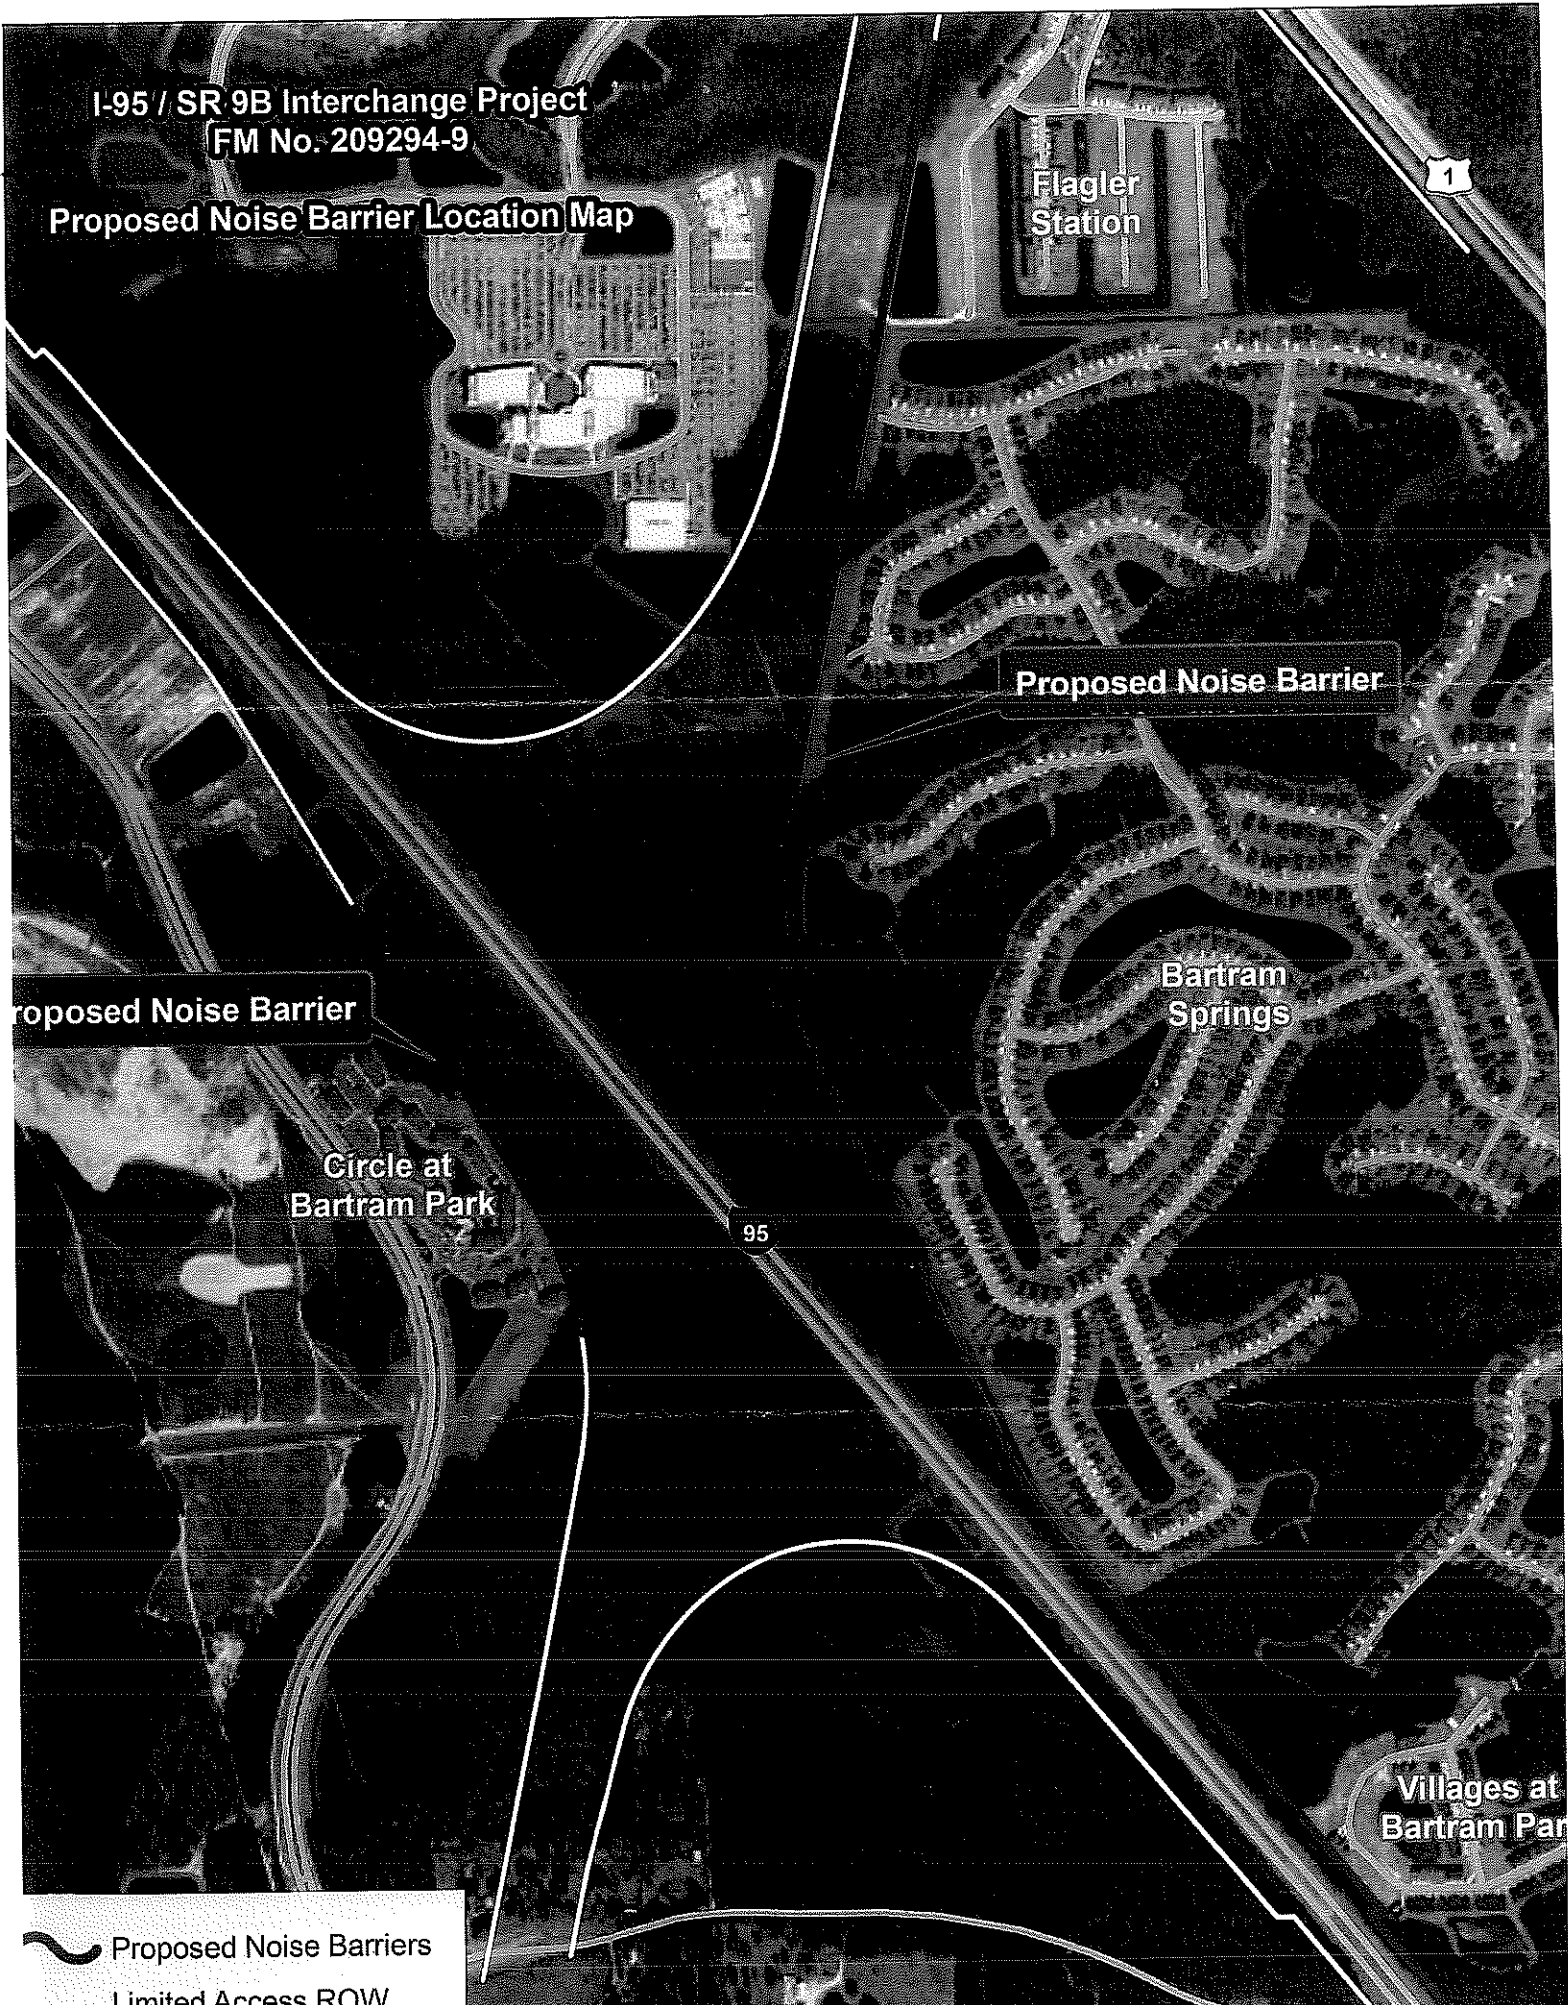 I-95 / SR 9B Interchange Project
FM No. 209294-9
Proposed Noise Barrier Location Map
Flagler
Station
1
Proposed Noise Barrier
Bartram
Springs
roposed Noise Barrier
Circle at
Bartram Park
95
Villages at
Bartram Par
Proposed Noise Barriers
Limited Access ROW